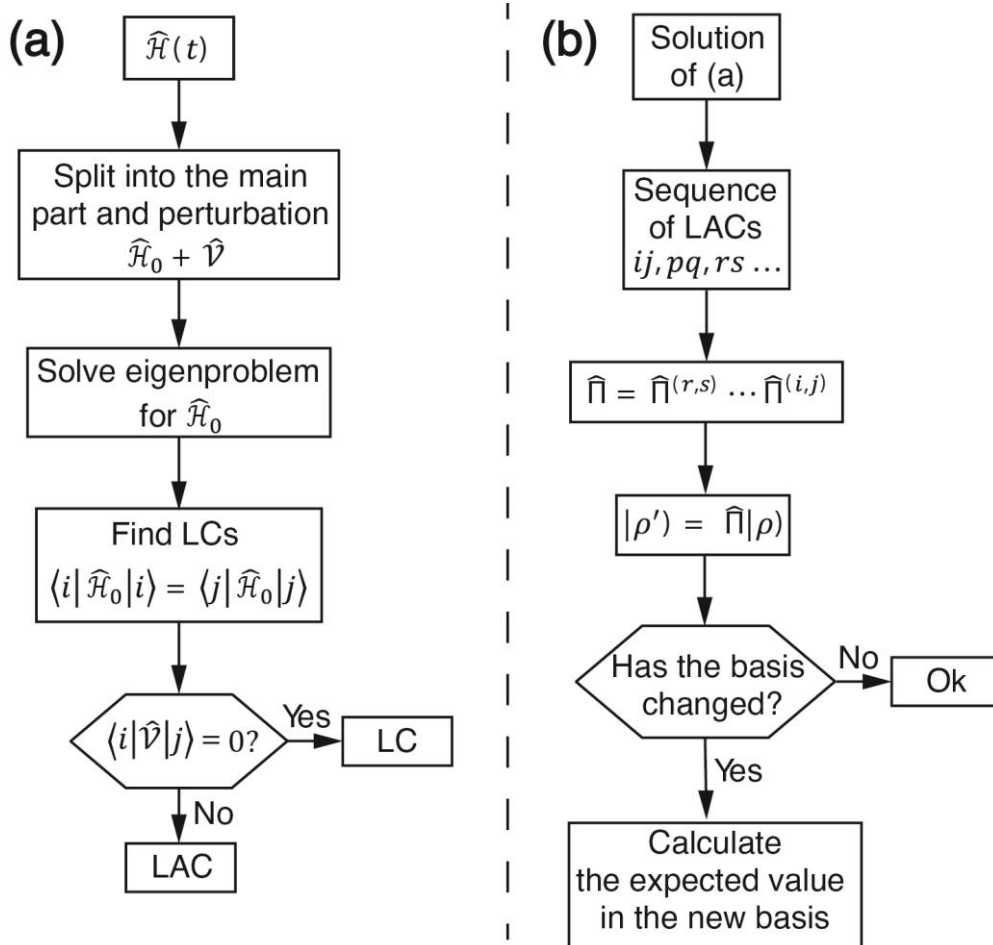 (a)
ℋ̂(t)
Split into the main
part and perturbation
ℋ̂₀ + 𝒱̂
Solve eigenproblem
for ℋ̂₀
Find LCs
⟨i|ℋ̂₀|i⟩ = ⟨j|ℋ̂₀|j⟩
⟨i|𝒱̂|j⟩ = 0?
Yes
LC
No
LAC
(b)
Solution
of (a)
Sequence
of LACs
ij, pq, rs ...
Π̂ = Π̂⁽ʳ,ˢ⁾ ⋯ Π̂⁽ⁱ,ʲ⁾
|ρ′) = Π̂|ρ)
Has the basis
changed?
No
Ok
Yes
Calculate
the expected value
in the new basis